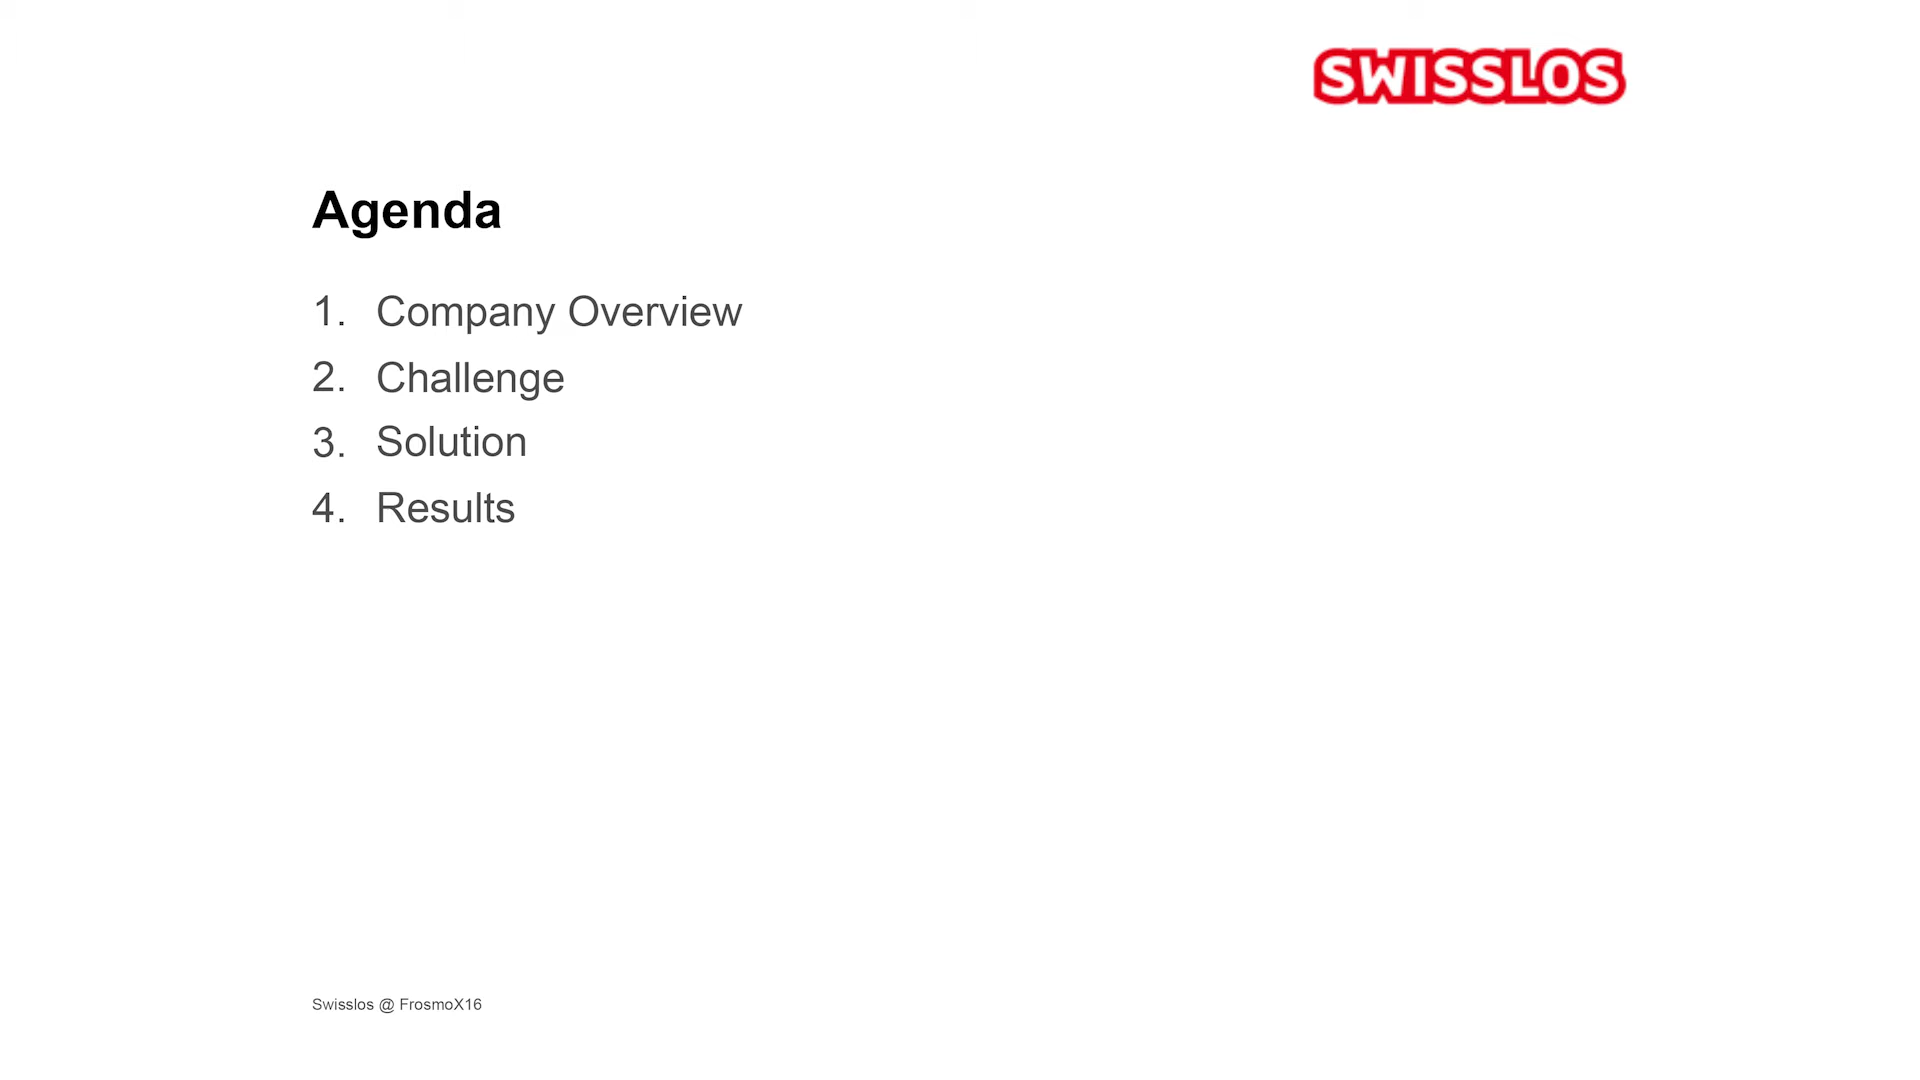 SWISSLOS
Agenda
1. Company Overview
2. Challenge
3. Solution
4. Results
Swisslos @ FrosmoX16